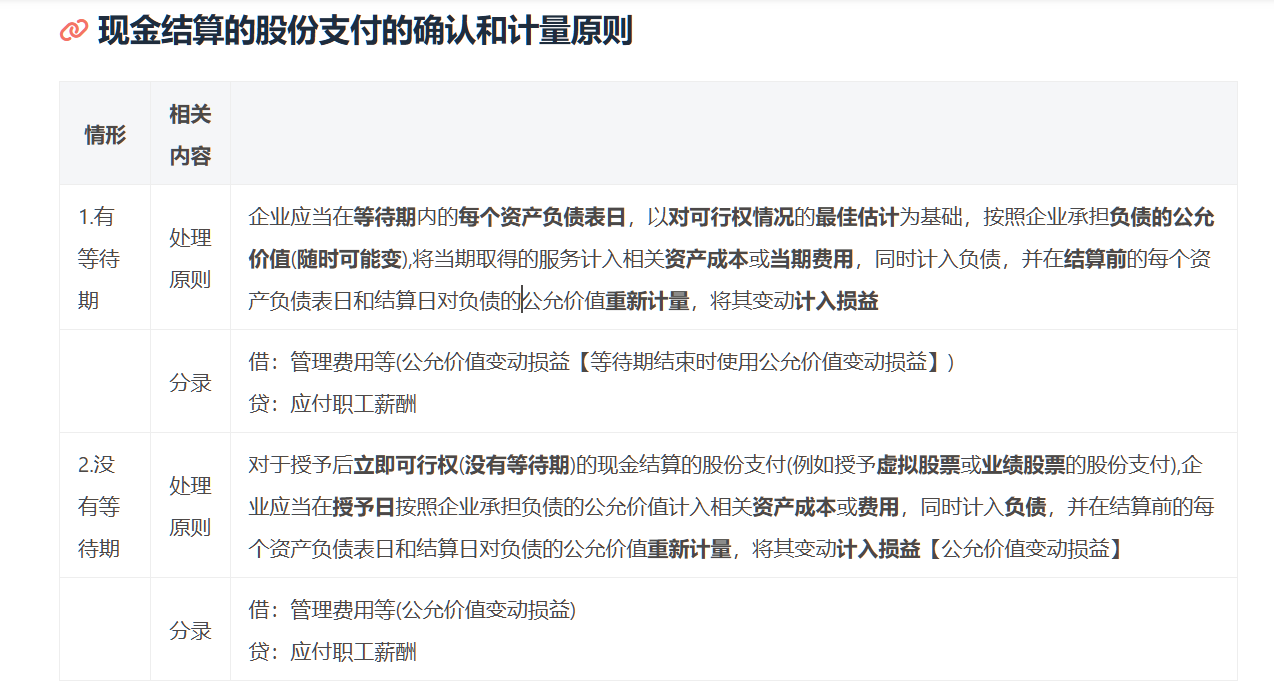 现金结算的股份支付的确认和计量原则
情形
相关
内容
1.有
等待
期
处理
原则
企业应当在等待期内的每个资产负债表日，以对可行权情况的最佳估计为基础，按照企业承担负债的公允
价值(随时可能变),将当期取得的服务计入相关资产成本或当期费用，同时计入负债，并在结算前的每个资
产负债表日和结算日对负债的公允价值重新计量，将其变动计入损益
分录
借：管理费用等(公允价值变动损益【等待期结束时使用公允价值变动损益】)
贷：应付职工薪酬
2.没
有等
待期
处理
原则
对于授予后立即可行权(没有等待期)的现金结算的股份支付(例如授予虚拟股票或业绩股票的股份支付),企
业应当在授予日按照企业承担负债的公允价值计入相关资产成本或费用，同时计入负债，并在结算前的每
个资产负债表日和结算日对负债的公允价值重新计量，将其变动计入损益【公允价值变动损益】
分录
借：管理费用等(公允价值变动损益)
贷：应付职工薪酬